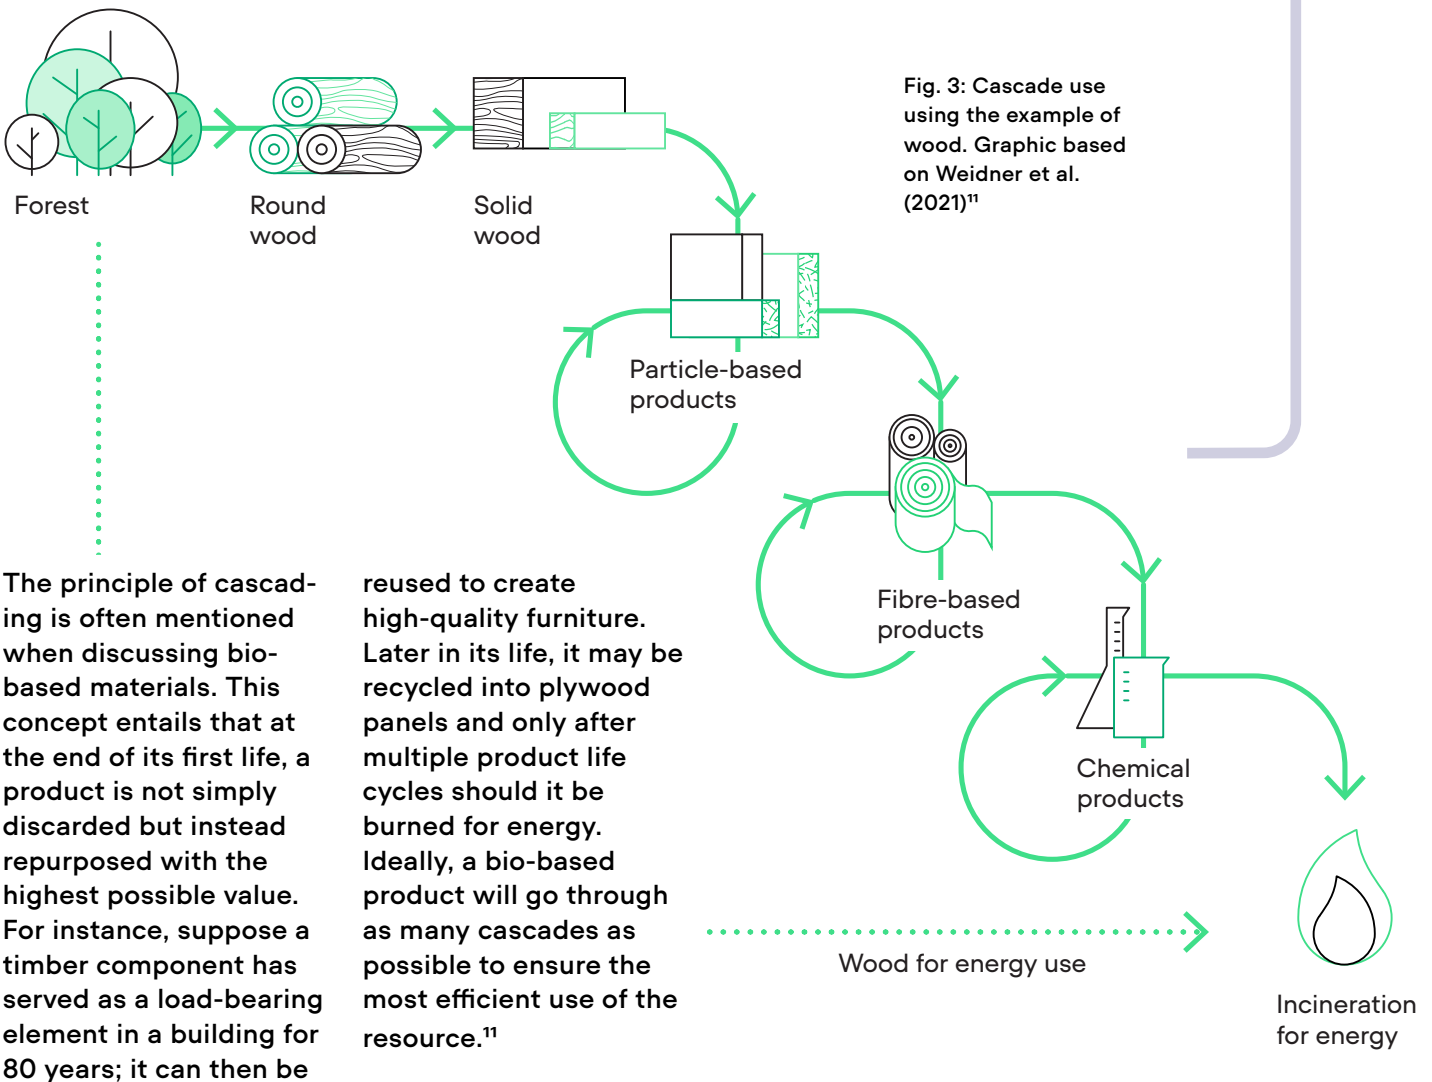 Fig. 3: Cascade use
using the example of
wood. Graphic based
on Weidner et al.
(2021)¹¹
Forest
Round
wood
Solid
wood
Particle-based
products
Fibre-based
products
Chemical
products
Incineration
for energy
Wood for energy use
The principle of cascad-
ing is often mentioned
when discussing bio-
based materials. This
concept entails that at
the end of its first life, a
product is not simply
discarded but instead
repurposed with the
highest possible value.
For instance, suppose a
timber component has
served as a load-bearing
element in a building for
80 years; it can then be
reused to create
high-quality furniture.
Later in its life, it may be
recycled into plywood
panels and only after
multiple product life
cycles should it be
burned for energy.
Ideally, a bio-based
product will go through
as many cascades as
possible to ensure the
most efficient use of the
resource.¹¹